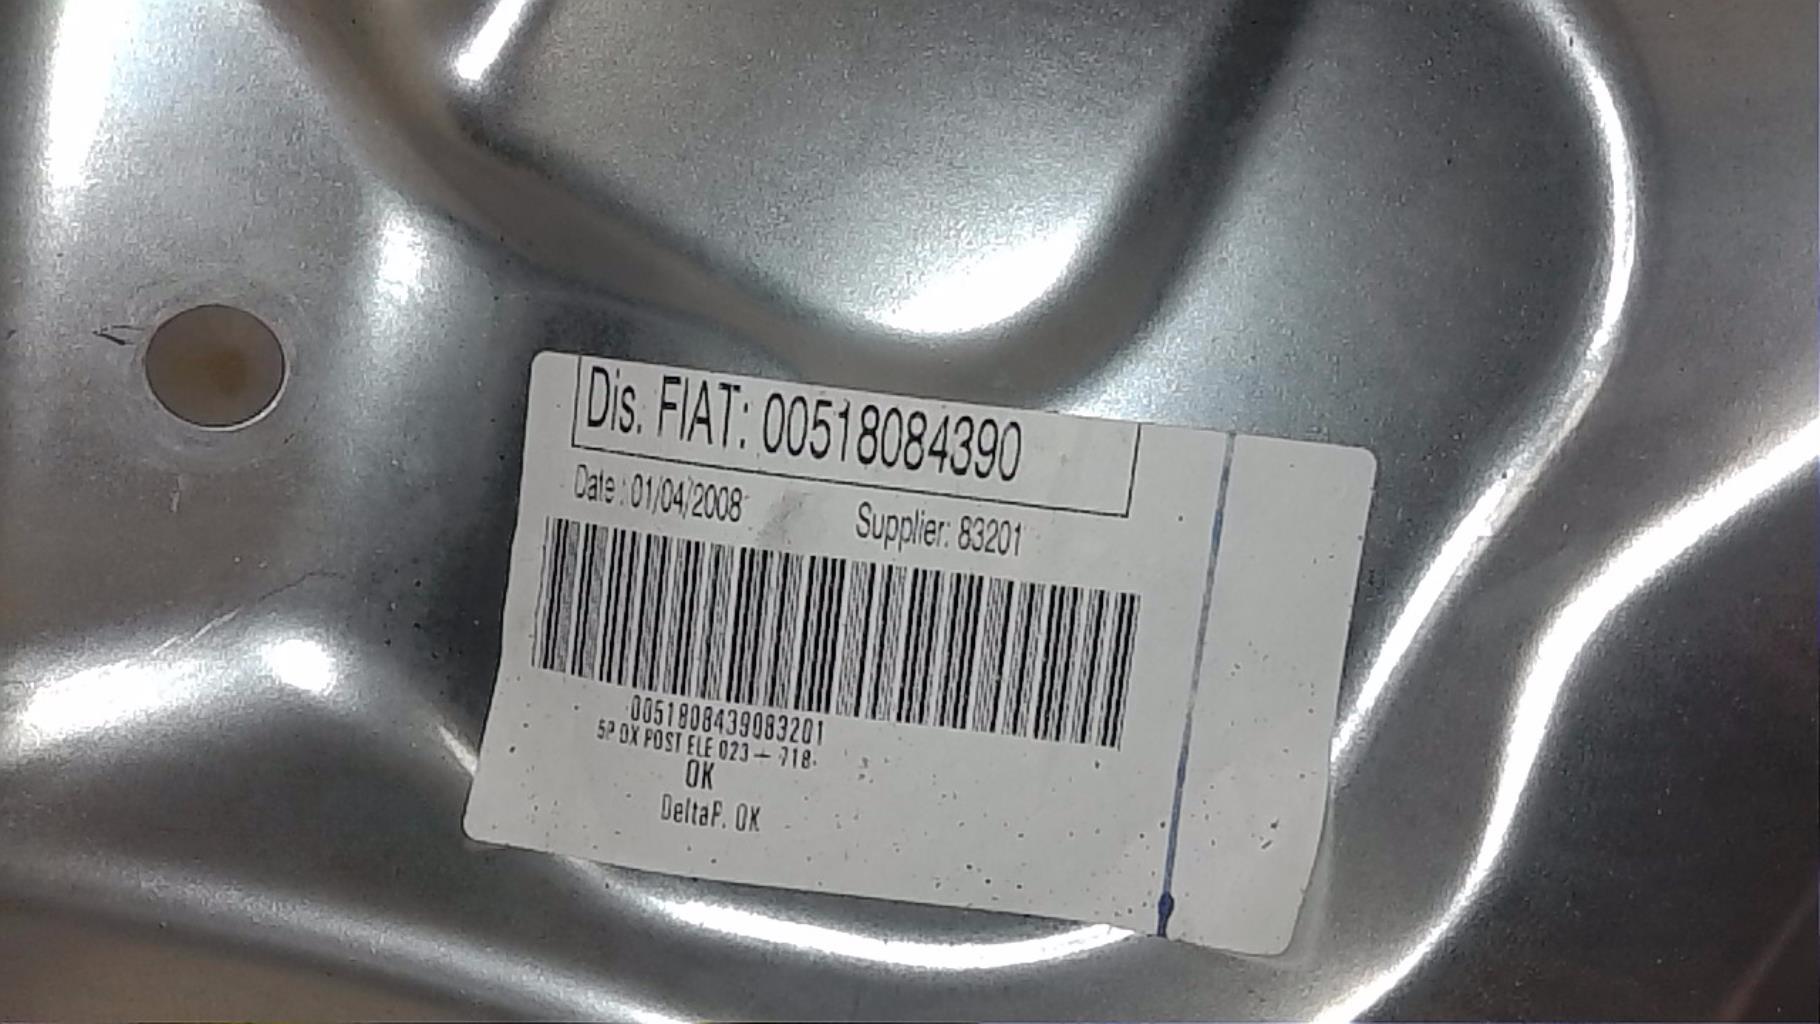 Dis. FIAT: 00518084390
Date : 01/04/2008 Supplier: 83201
0051808439083201
5P DX POST ELE 023 - 718-
OK
DeltaP. OK